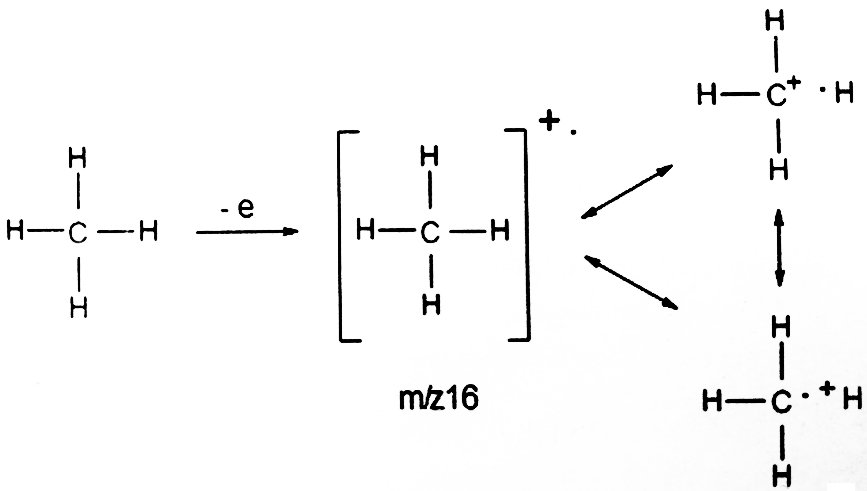 H
H—C—H
H
- e
H
H—C—H
H
+ .
m/z16
H
H—C+ · H
H
H
H—C· +H
H